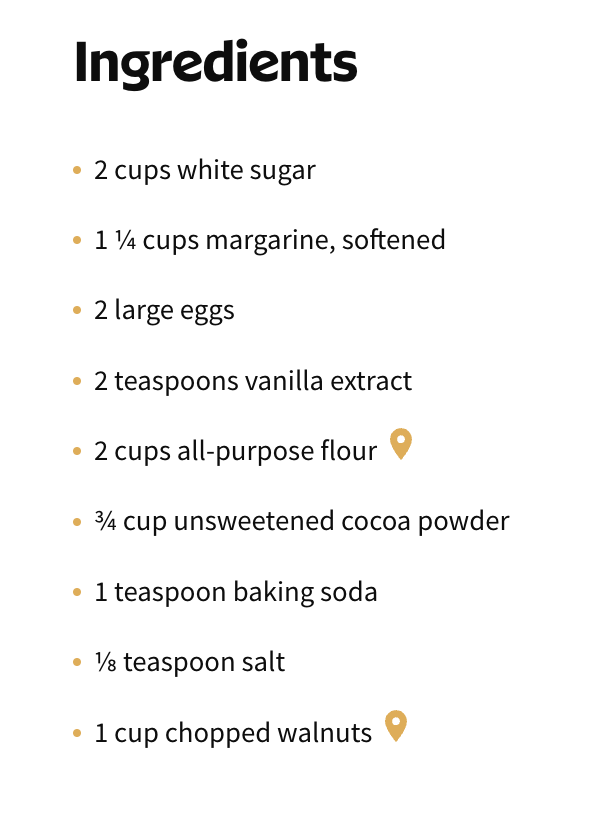 Ingredients
• 2 cups white sugar
• 1 ¼ cups margarine, softened
• 2 large eggs
• 2 teaspoons vanilla extract
• 2 cups all-purpose flour
• ¾ cup unsweetened cocoa powder
• 1 teaspoon baking soda
• ⅛ teaspoon salt
• 1 cup chopped walnuts